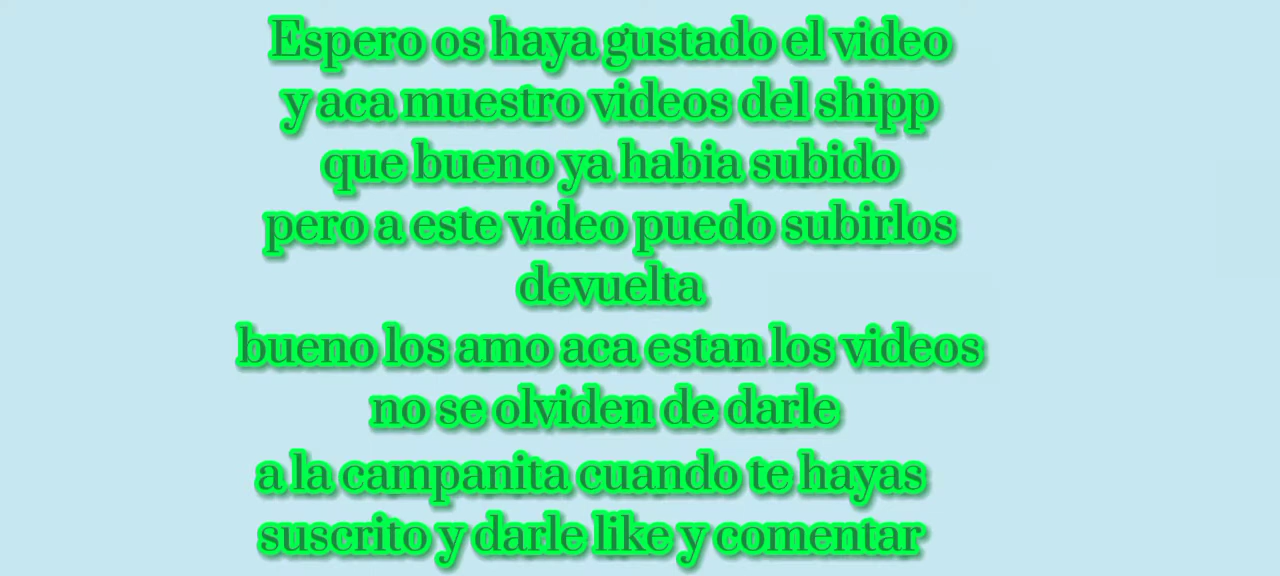 Espero os haya gustado el video
y aca muestro videos del shipp
que bueno ya habia subido
pero a este video puedo subirlos
devuelta
bueno los amo aca estan los videos
no se olviden de darle
a la campanita cuando te hayas
suscrito y darle like y comentar